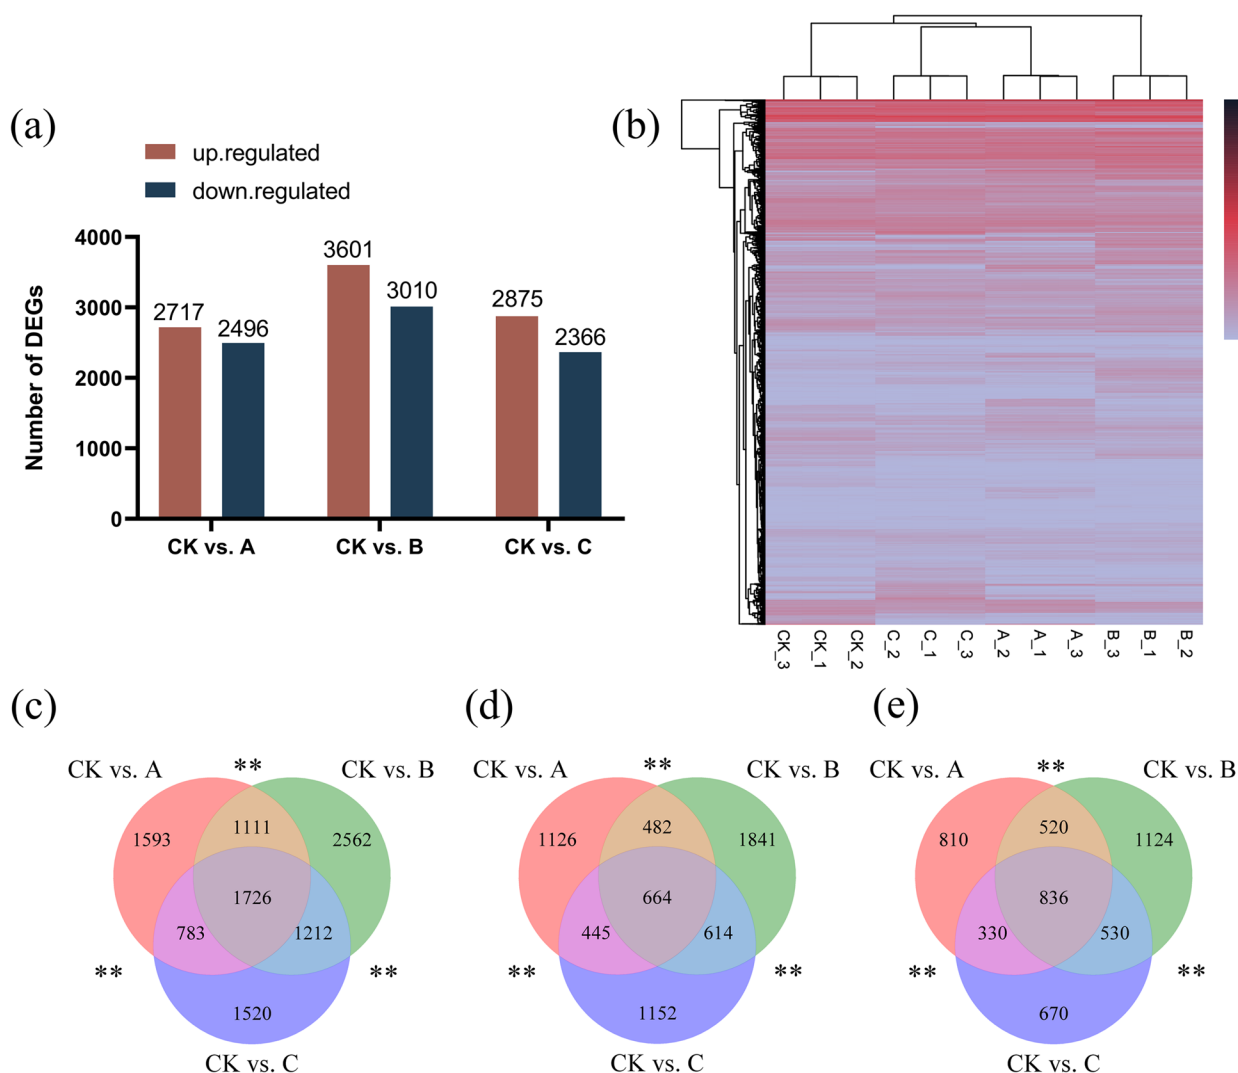 (a)
up.regulated
down.regulated
Number of DEGs
4000
3000
2000
1000
0
2717
2496
3601
3010
2875
2366
CK vs. A
CK vs. B
CK vs. C
(b)
CK_3
CK_1
CK_2
C_2
C_1
C_3
A_2
A_1
A_3
B_3
B_1
B_2
(c)
CK vs. A
**
CK vs. B
1593
1111
2562
1726
783
1212
**
**
1520
CK vs. C
(d)
CK vs. A
**
CK vs. B
1126
482
1841
664
445
614
**
**
1152
CK vs. C
(e)
CK vs. A
**
CK vs. B
810
520
1124
836
330
530
**
**
670
CK vs. C